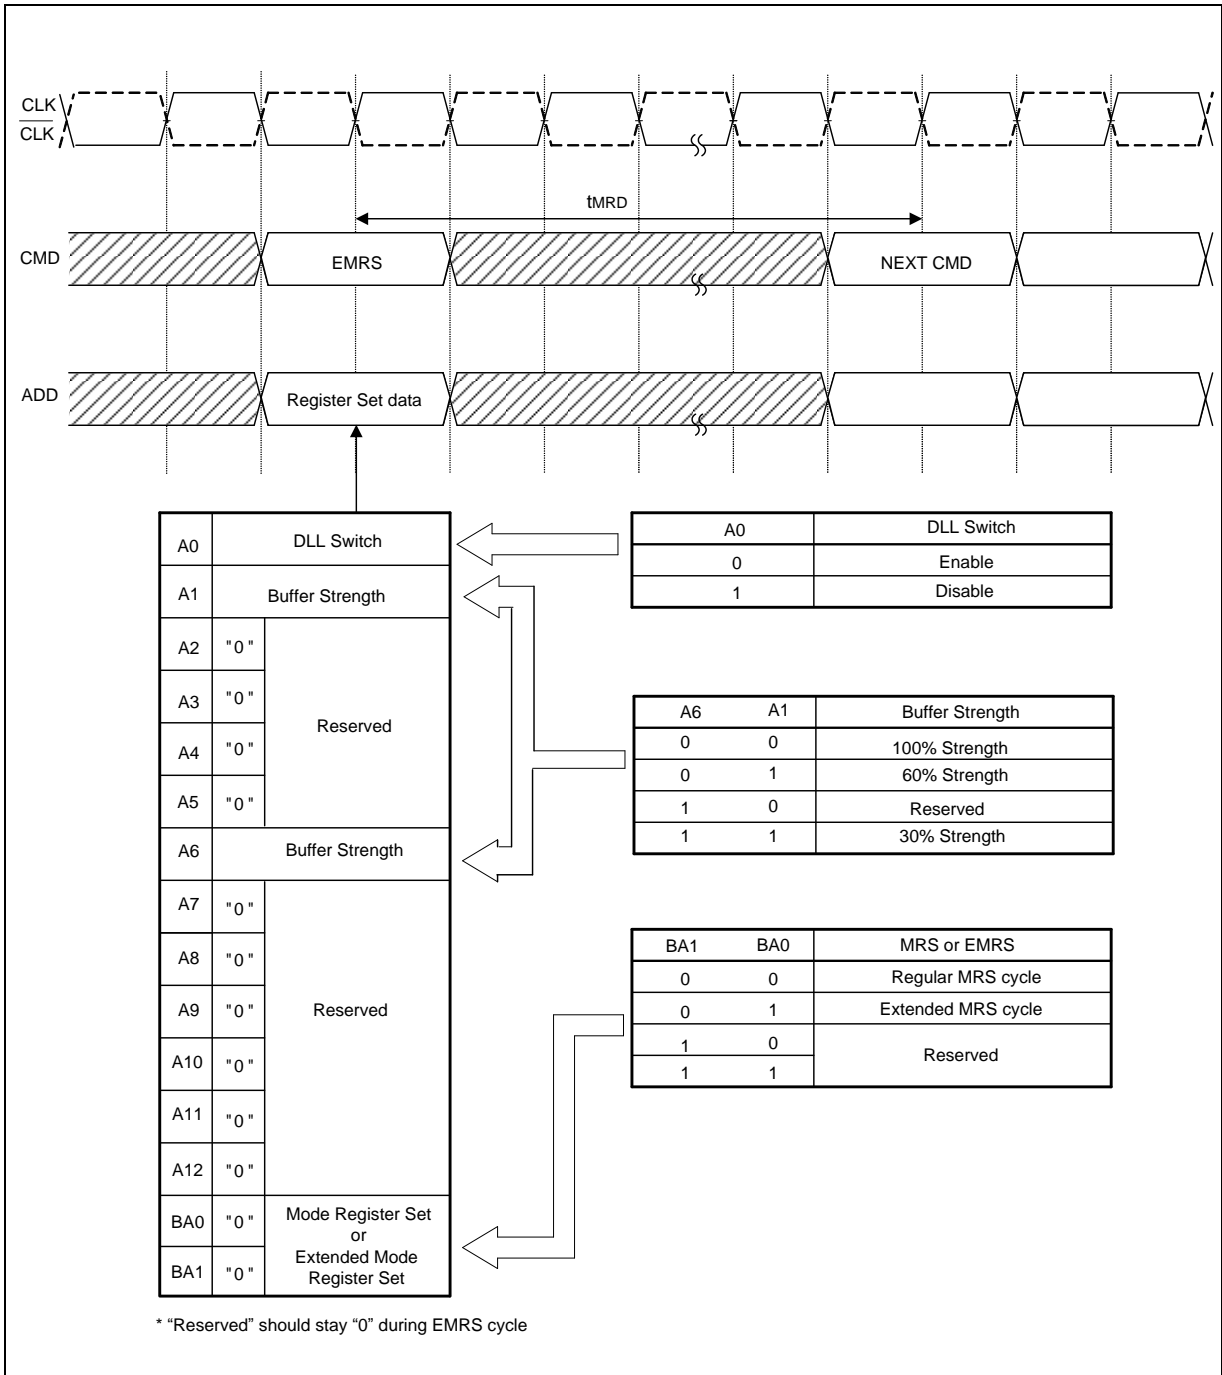 CLK
CLK
tMRD
CMD
EMRS
NEXT CMD
ADD
Register Set data
A0 DLL Switch
A1 Buffer Strength
A2 "0"
A3 "0"
Reserved
A4 "0"
A5 "0"
A6 Buffer Strength
A7 "0"
A8 "0"
A9 "0" Reserved
A10 "0"
A11 "0"
A12 "0"
BA0 "0" Mode Register Set
or
Extended Mode
BA1 "0" Register Set
A0 DLL Switch
0 Enable
1 Disable
A6 A1 Buffer Strength
0 0 100% Strength
0 1 60% Strength
1 0 Reserved
1 1 30% Strength
BA1 BA0 MRS or EMRS
0 0 Regular MRS cycle
0 1 Extended MRS cycle
1 0 Reserved
1 1
* “Reserved” should stay “0” during EMRS cycle